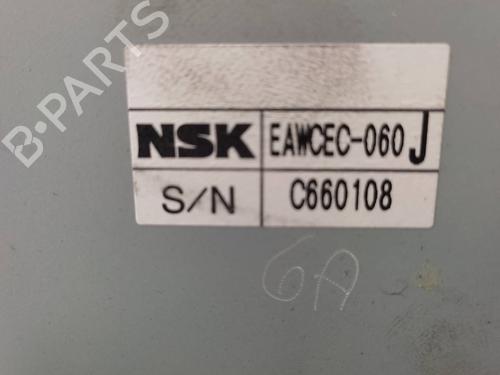 B-PARTS
NSK EAWCEC-060 J
S/N C660108
6A